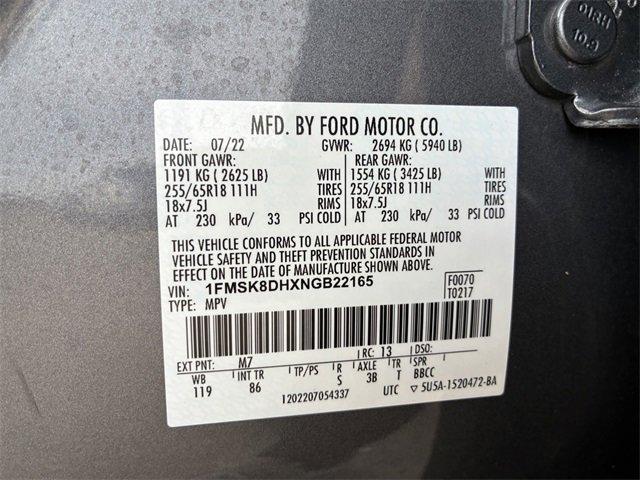 01RH
10.9
MFD. BY FORD MOTOR CO.
DATE: 07/22 GVWR: 2694 KG ( 5940 LB)
FRONT GAWR: REAR GAWR:
1191 KG ( 2625 LB) WITH 1554 KG ( 3425 LB) WITH
255/65R18 111H TIRES 255/65R18 111H TIRES
18x7.5J RIMS 18x7.5J RIMS
AT 230 kPa/ 33 PSI COLD AT 230 kPa/ 33 PSI COLD
THIS VEHICLE CONFORMS TO ALL APPLICABLE FEDERAL MOTOR
VEHICLE SAFETY AND THEFT PREVENTION STANDARDS IN
EFFECT ON THE DATE OF MANUFACTURE SHOWN ABOVE.
VIN: 1FMSK8DHXNGB22165 F0070
TYPE: MPV T0217
EXT PNT: M7 RC: 13 DSO:
WB INT TR TP/PS R AXLE TR SPR
119 86 S 3B T BBCC
1202207054337 UTC ▽ 5U5A-1520472-BA